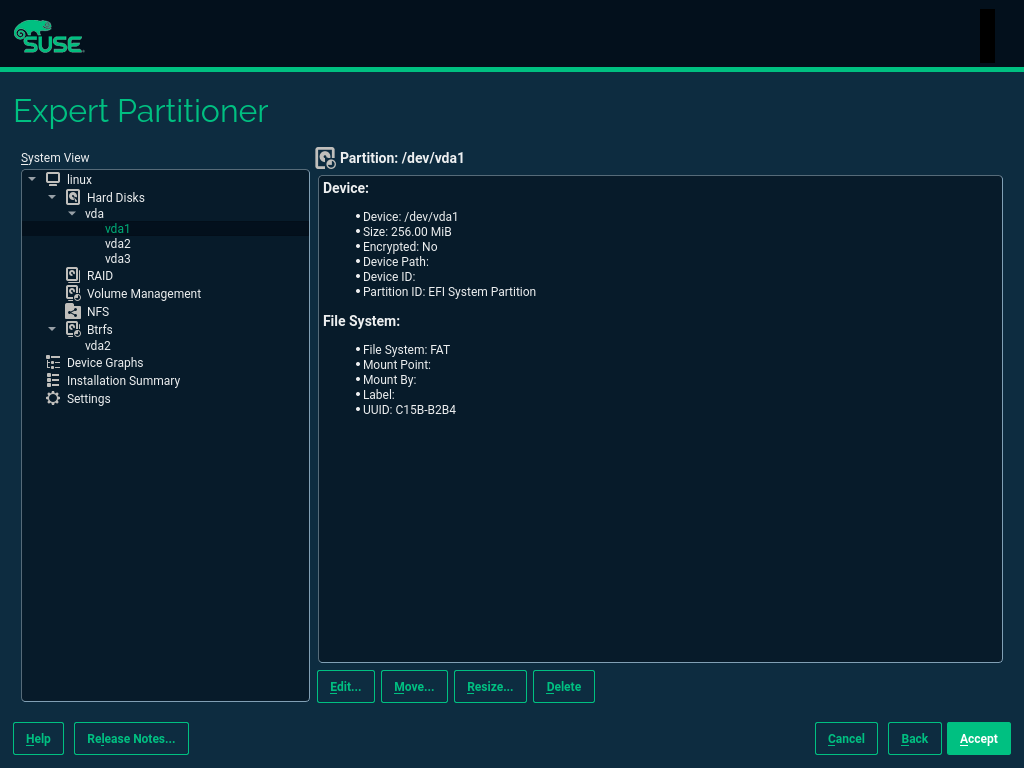 SUSE
Expert Partitioner
System View
linux
Hard Disks
vda
vda1
vda2
vda3
RAID
Volume Management
NFS
Btrfs
vda2
Device Graphs
Installation Summary
Settings
Partition: /dev/vda1
Device:
• Device: /dev/vda1
• Size: 256.00 MiB
• Encrypted: No
• Device Path:
• Device ID:
• Partition ID: EFI System Partition
File System:
• File System: FAT
• Mount Point:
• Mount By:
• Label:
• UUID: C15B-B2B4
Edit... Move... Resize... Delete
Help Release Notes... Cancel Back Accept